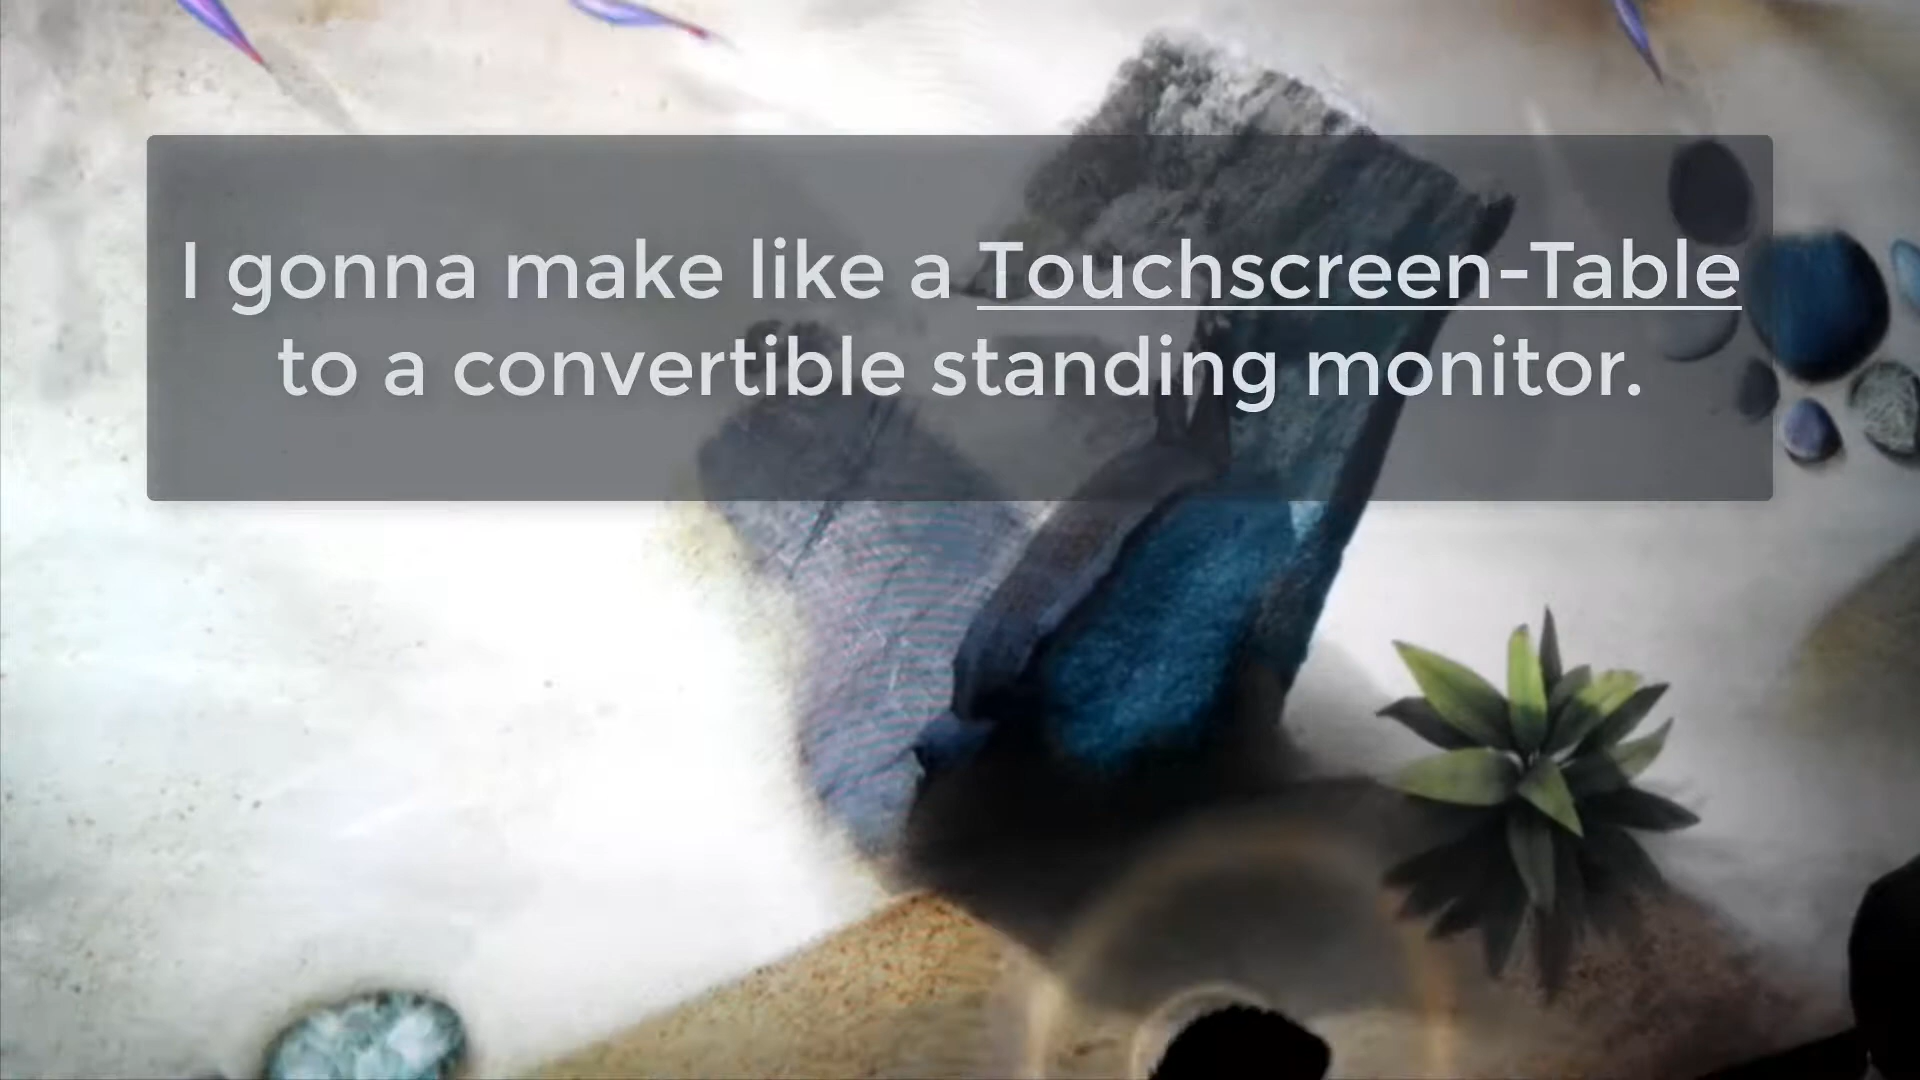 I gonna make like a Touchscreen-Table
to a convertible standing monitor.